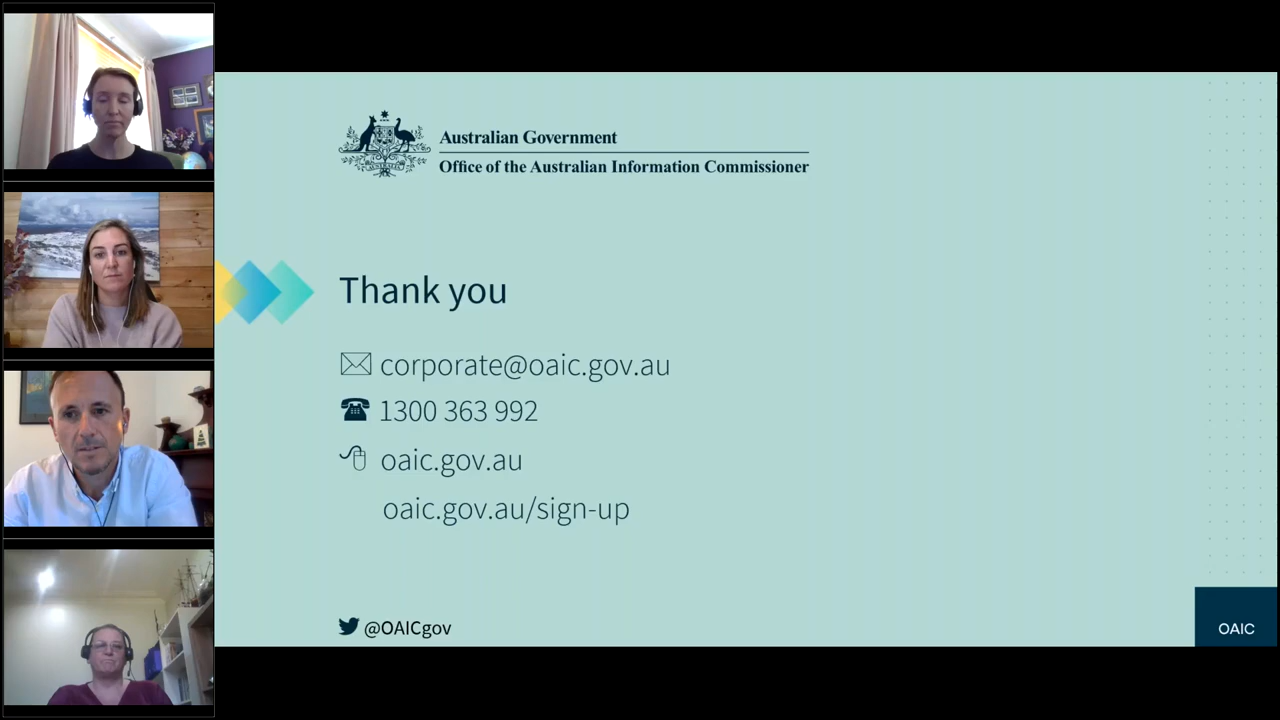 Australian Government
Office of the Australian Information Commissioner
Thank you
corporate@oaic.gov.au
1300 363 992
oaic.gov.au
oaic.gov.au/sign-up
@OAICgov
OAIC